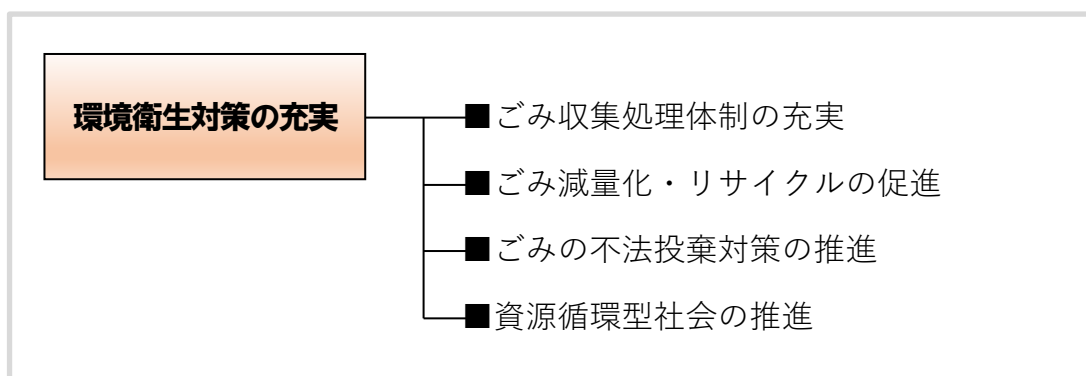 環境衛生対策の充実
■ごみ収集処理体制の充実
■ごみ減量化・リサイクルの促進
■ごみの不法投棄対策の推進
■資源循環型社会の推進